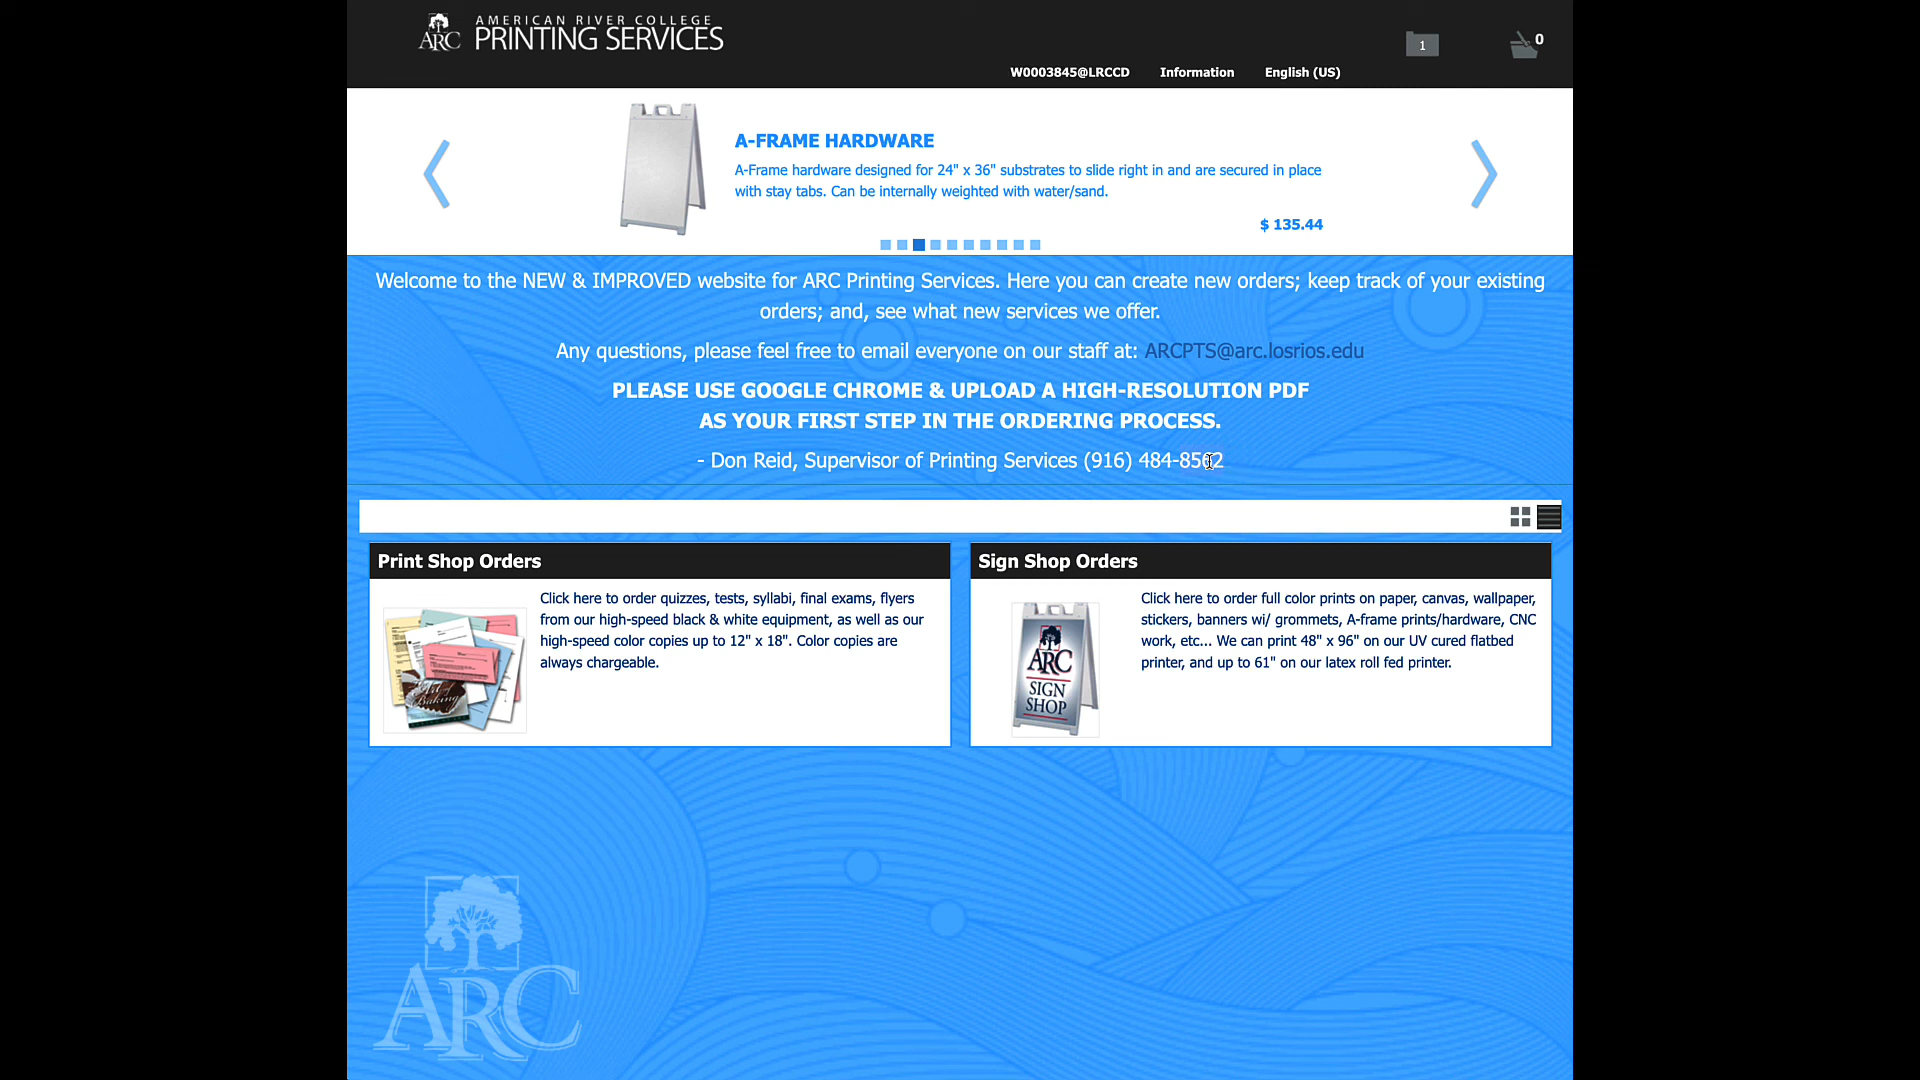 AMERICAN RIVER COLLEGE
ARC PRINTING SERVICES
1
0
W0003845@LRCCD Information English (US)
A-FRAME HARDWARE
A-Frame hardware designed for 24" x 36" substrates to slide right in and are secured in place
with stay tabs. Can be internally weighted with water/sand.
$ 135.44
Welcome to the NEW & IMPROVED website for ARC Printing Services. Here you can create new orders; keep track of your existing
orders; and, see what new services we offer.
Any questions, please feel free to email everyone on our staff at: ARCPTS@arc.losrios.edu
PLEASE USE GOOGLE CHROME & UPLOAD A HIGH-RESOLUTION PDF
AS YOUR FIRST STEP IN THE ORDERING PROCESS.
- Don Reid, Supervisor of Printing Services (916)
Print Shop Orders
Click here to order quizzes, tests, syllabi, final exams, flyers
from our high-speed black & white equipment, as well as our
high-speed color copies up to 12" x 18". Color copies are
always chargeable.
Art of
Baking
Sign Shop Orders
Click here to order full color prints on paper, canvas, wallpaper,
stickers, banners w/ grommets, A-frame prints/hardware, CNC
work, etc... We can print 48" x 96" on our UV cured flatbed
printer, and up to 61" on our latex roll fed printer.
ARC
SIGN
SHOP
ARC